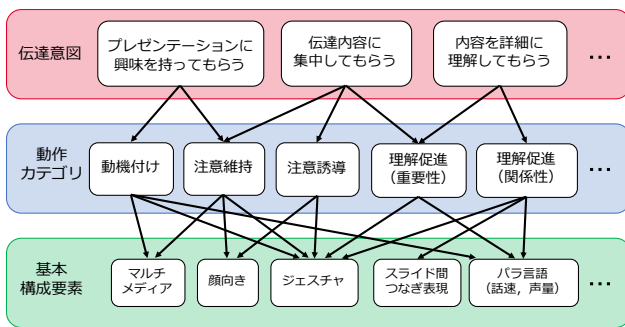 伝達意図
プレゼンテーションに
興味を持ってもらう
伝達内容に
集中してもらう
内容を詳細に
理解してもらう
…
動作
カテゴリ
動機付け
注意維持
注意誘導
理解促進
（重要性）
理解促進
（関係性）
…
基本
構成要素
マルチ
メディア
顔向き
ジェスチャ
スライド間
つなぎ表現
パラ言語
（話速，声量）
…